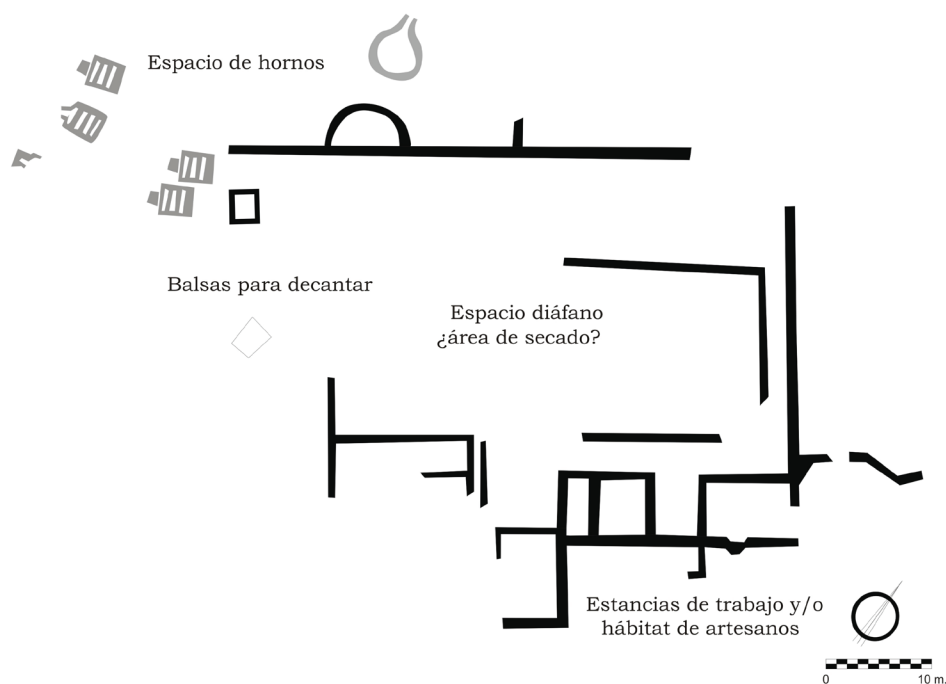 Espacio de hornos
Balsas para decantar
Espacio diáfano
¿área de secado?
Estancias de trabajo y/o
hábitat de artesanos
0 10 m.